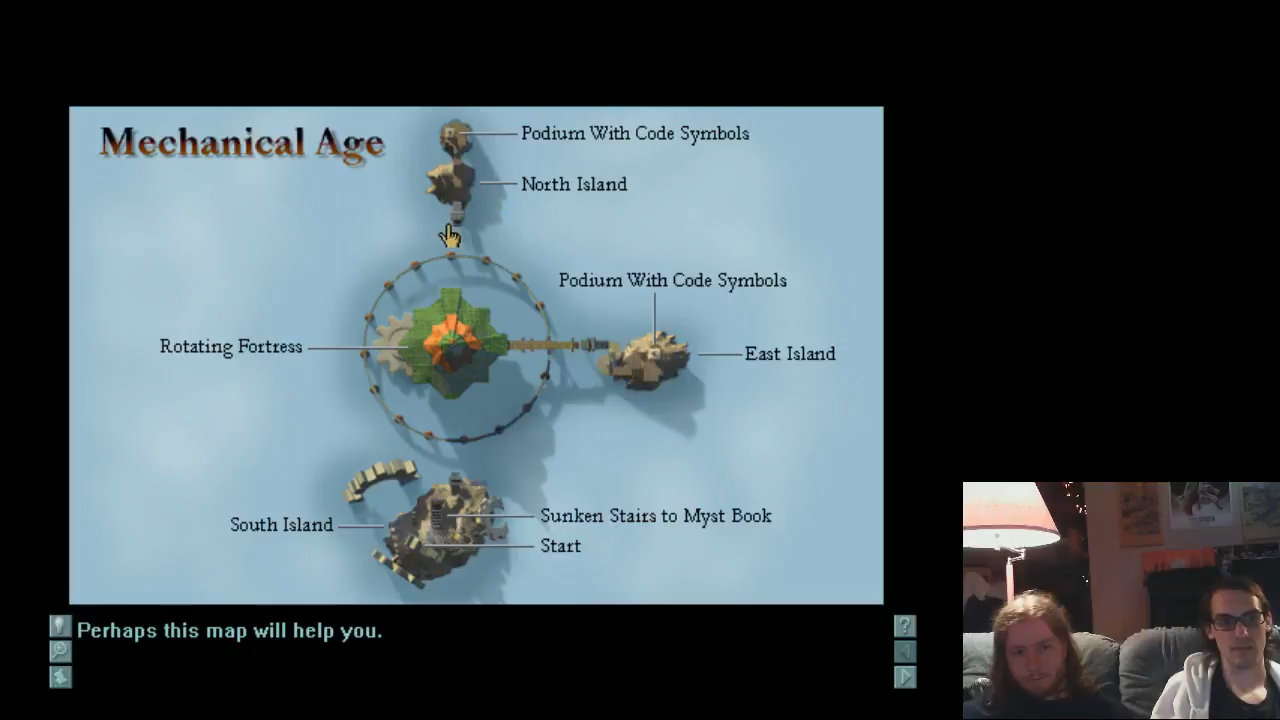 Mechanical Age
Podium With Code Symbols
North Island
Podium With Code Symbols
Rotating Fortress
East Island
South Island
Sunken Stairs to Myst Book
Start
Perhaps this map will help you.
?